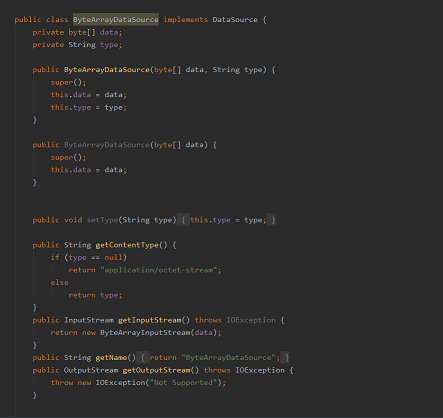 public class ByteArrayDataSource implements DataSource {
private byte[] data;
private String type;
public ByteArrayDataSource(byte[] data, String type) {
super();
this.data = data;
this.type = type;
}
public ByteArrayDataSource(byte[] data) {
super();
this.data = data;
}
public void setType(String type) { this.type = type; }
public String getContentType() {
if (type == null)
return "application/octet-stream";
else
return type;
}
public InputStream getInputStream() throws IOException {
return new ByteArrayInputStream(data);
}
public String getName() { return "ByteArrayDataSource"; }
public OutputStream getOutputStream() throws IOException {
throw new IOException("Not Supported");
}